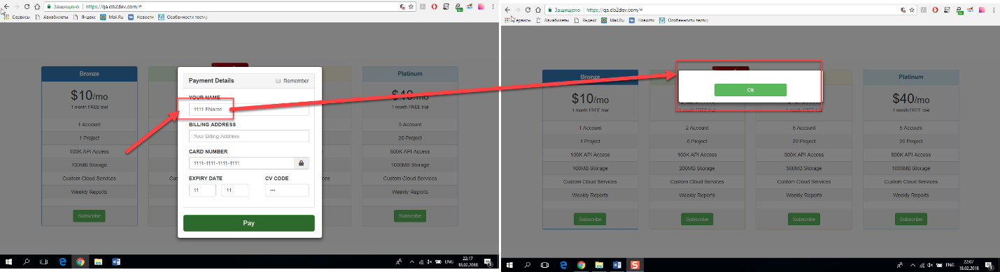 Защищено https://qa.db2dev.com/#
Сервисы Авиабилеты Яндекс Mail.Ru Новости Особенности тестир
Bronze
$10/mo
1 month FREE trial
1 Account
1 Project
100K API Access
100MB Storage
Custom Cloud Services
Weekly Reports
Subscribe
Payment Details Remember
YOUR NAME
1111 FName
BILLING ADDRESS
Your Billing Address
CARD NUMBER
1111-1111-1111-1111
EXPIRY DATE CV CODE
11 11 •••
Pay
Platinum
/mo
1 month FREE trial
5 Account
20 Project
800K API Access
1000MB Storage
Custom Cloud Services
Weekly Reports
Subscribe
ENG 22:17
18.02.2018
Защищено https://qa.db2dev.com/#
Сервисы Авиабилеты Яндекс Mail.Ru Новости Особенности тестир
Bronze
$10/mo
1 month FREE trial
1 Account
1 Project
100K API Access
100MB Storage
Custom Cloud Services
Weekly Reports
Subscribe
Ok
2 Account
5 Project
100K API Access
200MB Storage
Custom Cloud Services
Weekly Reports
Subscribe
5 Account
20 Project
300K API Access
500MB Storage
Custom Cloud Services
Weekly Reports
Subscribe
Platinum
$40/mo
1 month FREE trial
5 Account
20 Project
800K API Access
1000MB Storage
Custom Cloud Services
Weekly Reports
Subscribe
ENG 22:07
18.02.2018